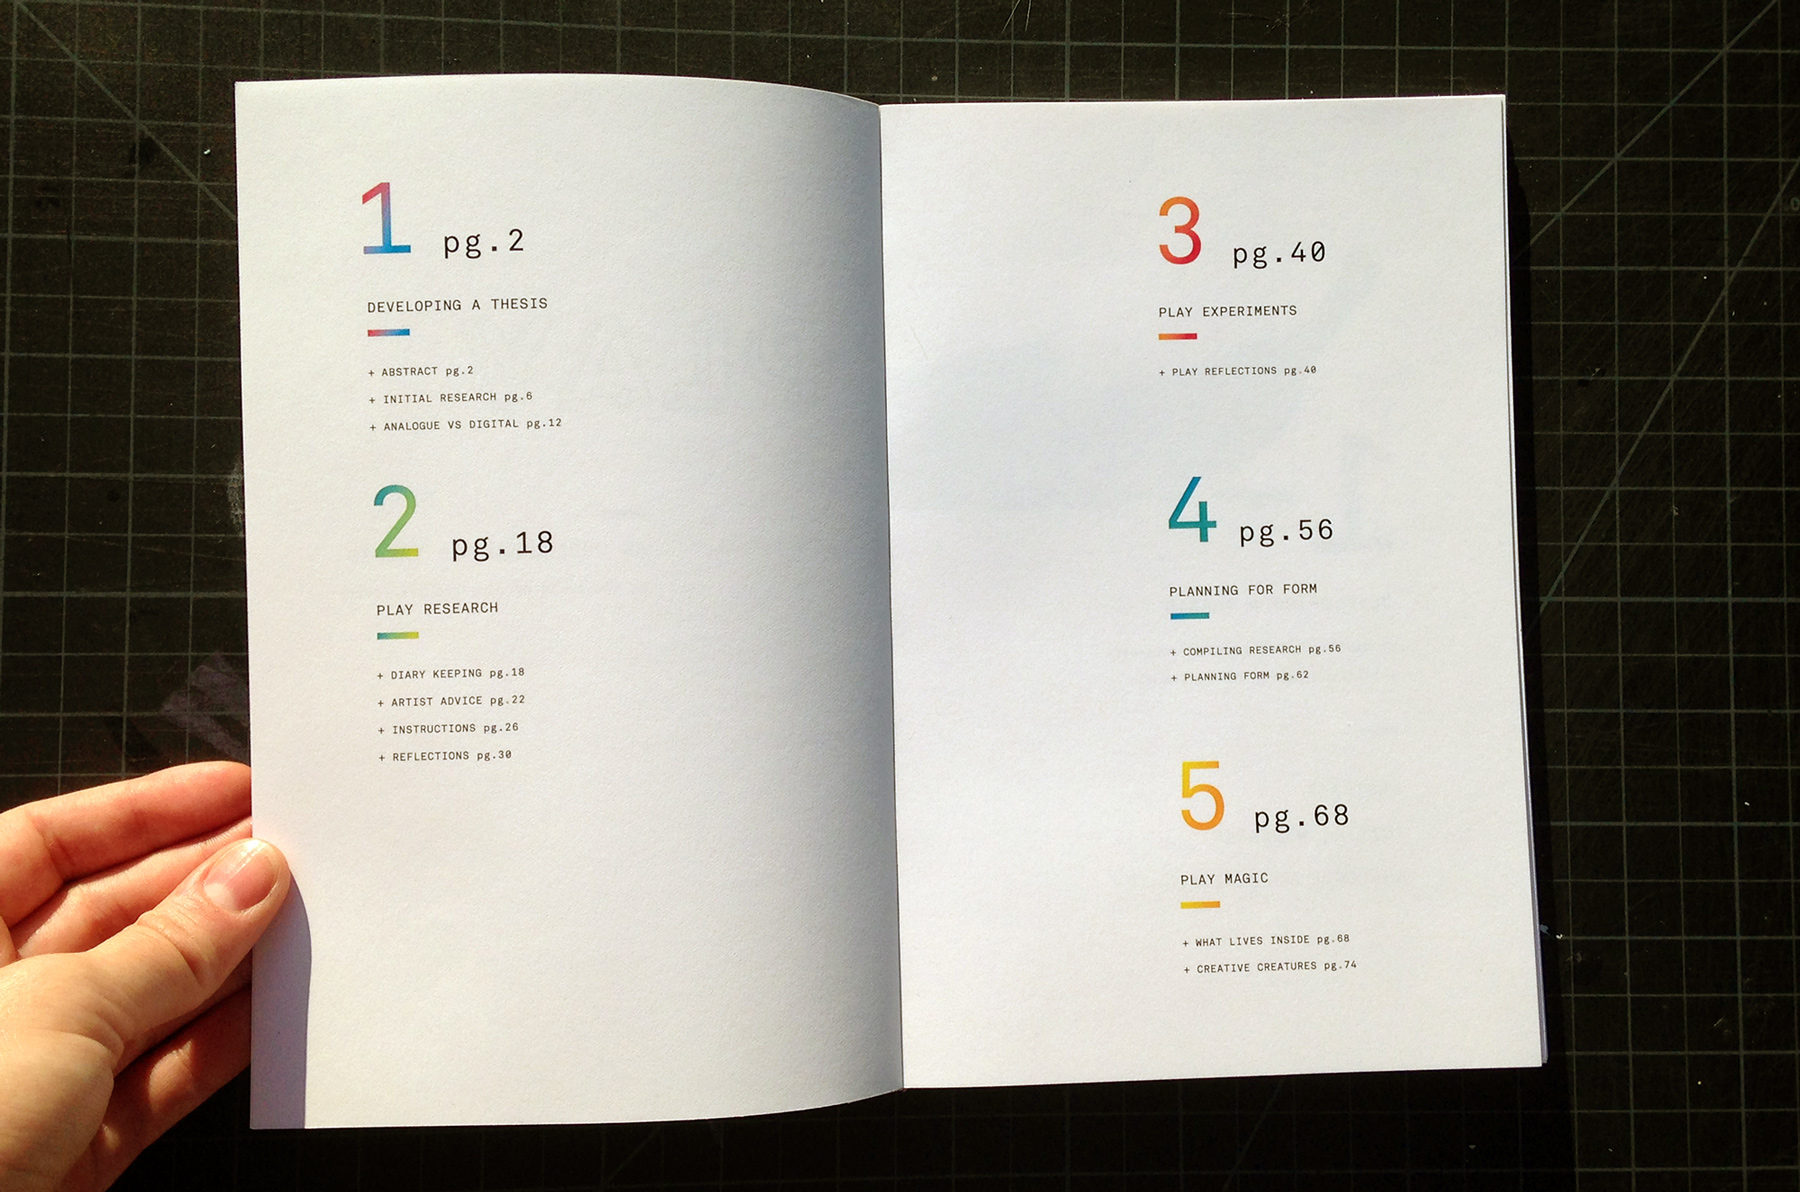 1 pg.2
DEVELOPING A THESIS
+ ABSTRACT pg.2
+ INITIAL RESEARCH pg.6
+ ANALOGUE VS DIGITAL pg.12
2 pg.18
PLAY RESEARCH
+ DIARY KEEPING pg.18
+ ARTIST ADVICE pg.22
+ INSTRUCTIONS pg.26
+ REFLECTIONS pg.30
3 pg.40
PLAY EXPERIMENTS
+ PLAY REFLECTIONS pg.40
4 pg.56
PLANNING FOR FORM
+ COMPILING RESEARCH pg.56
+ PLANNING FORM pg.62
5 pg.68
PLAY MAGIC
+ WHAT LIVES INSIDE pg.68
+ CREATIVE CREATURES pg.74